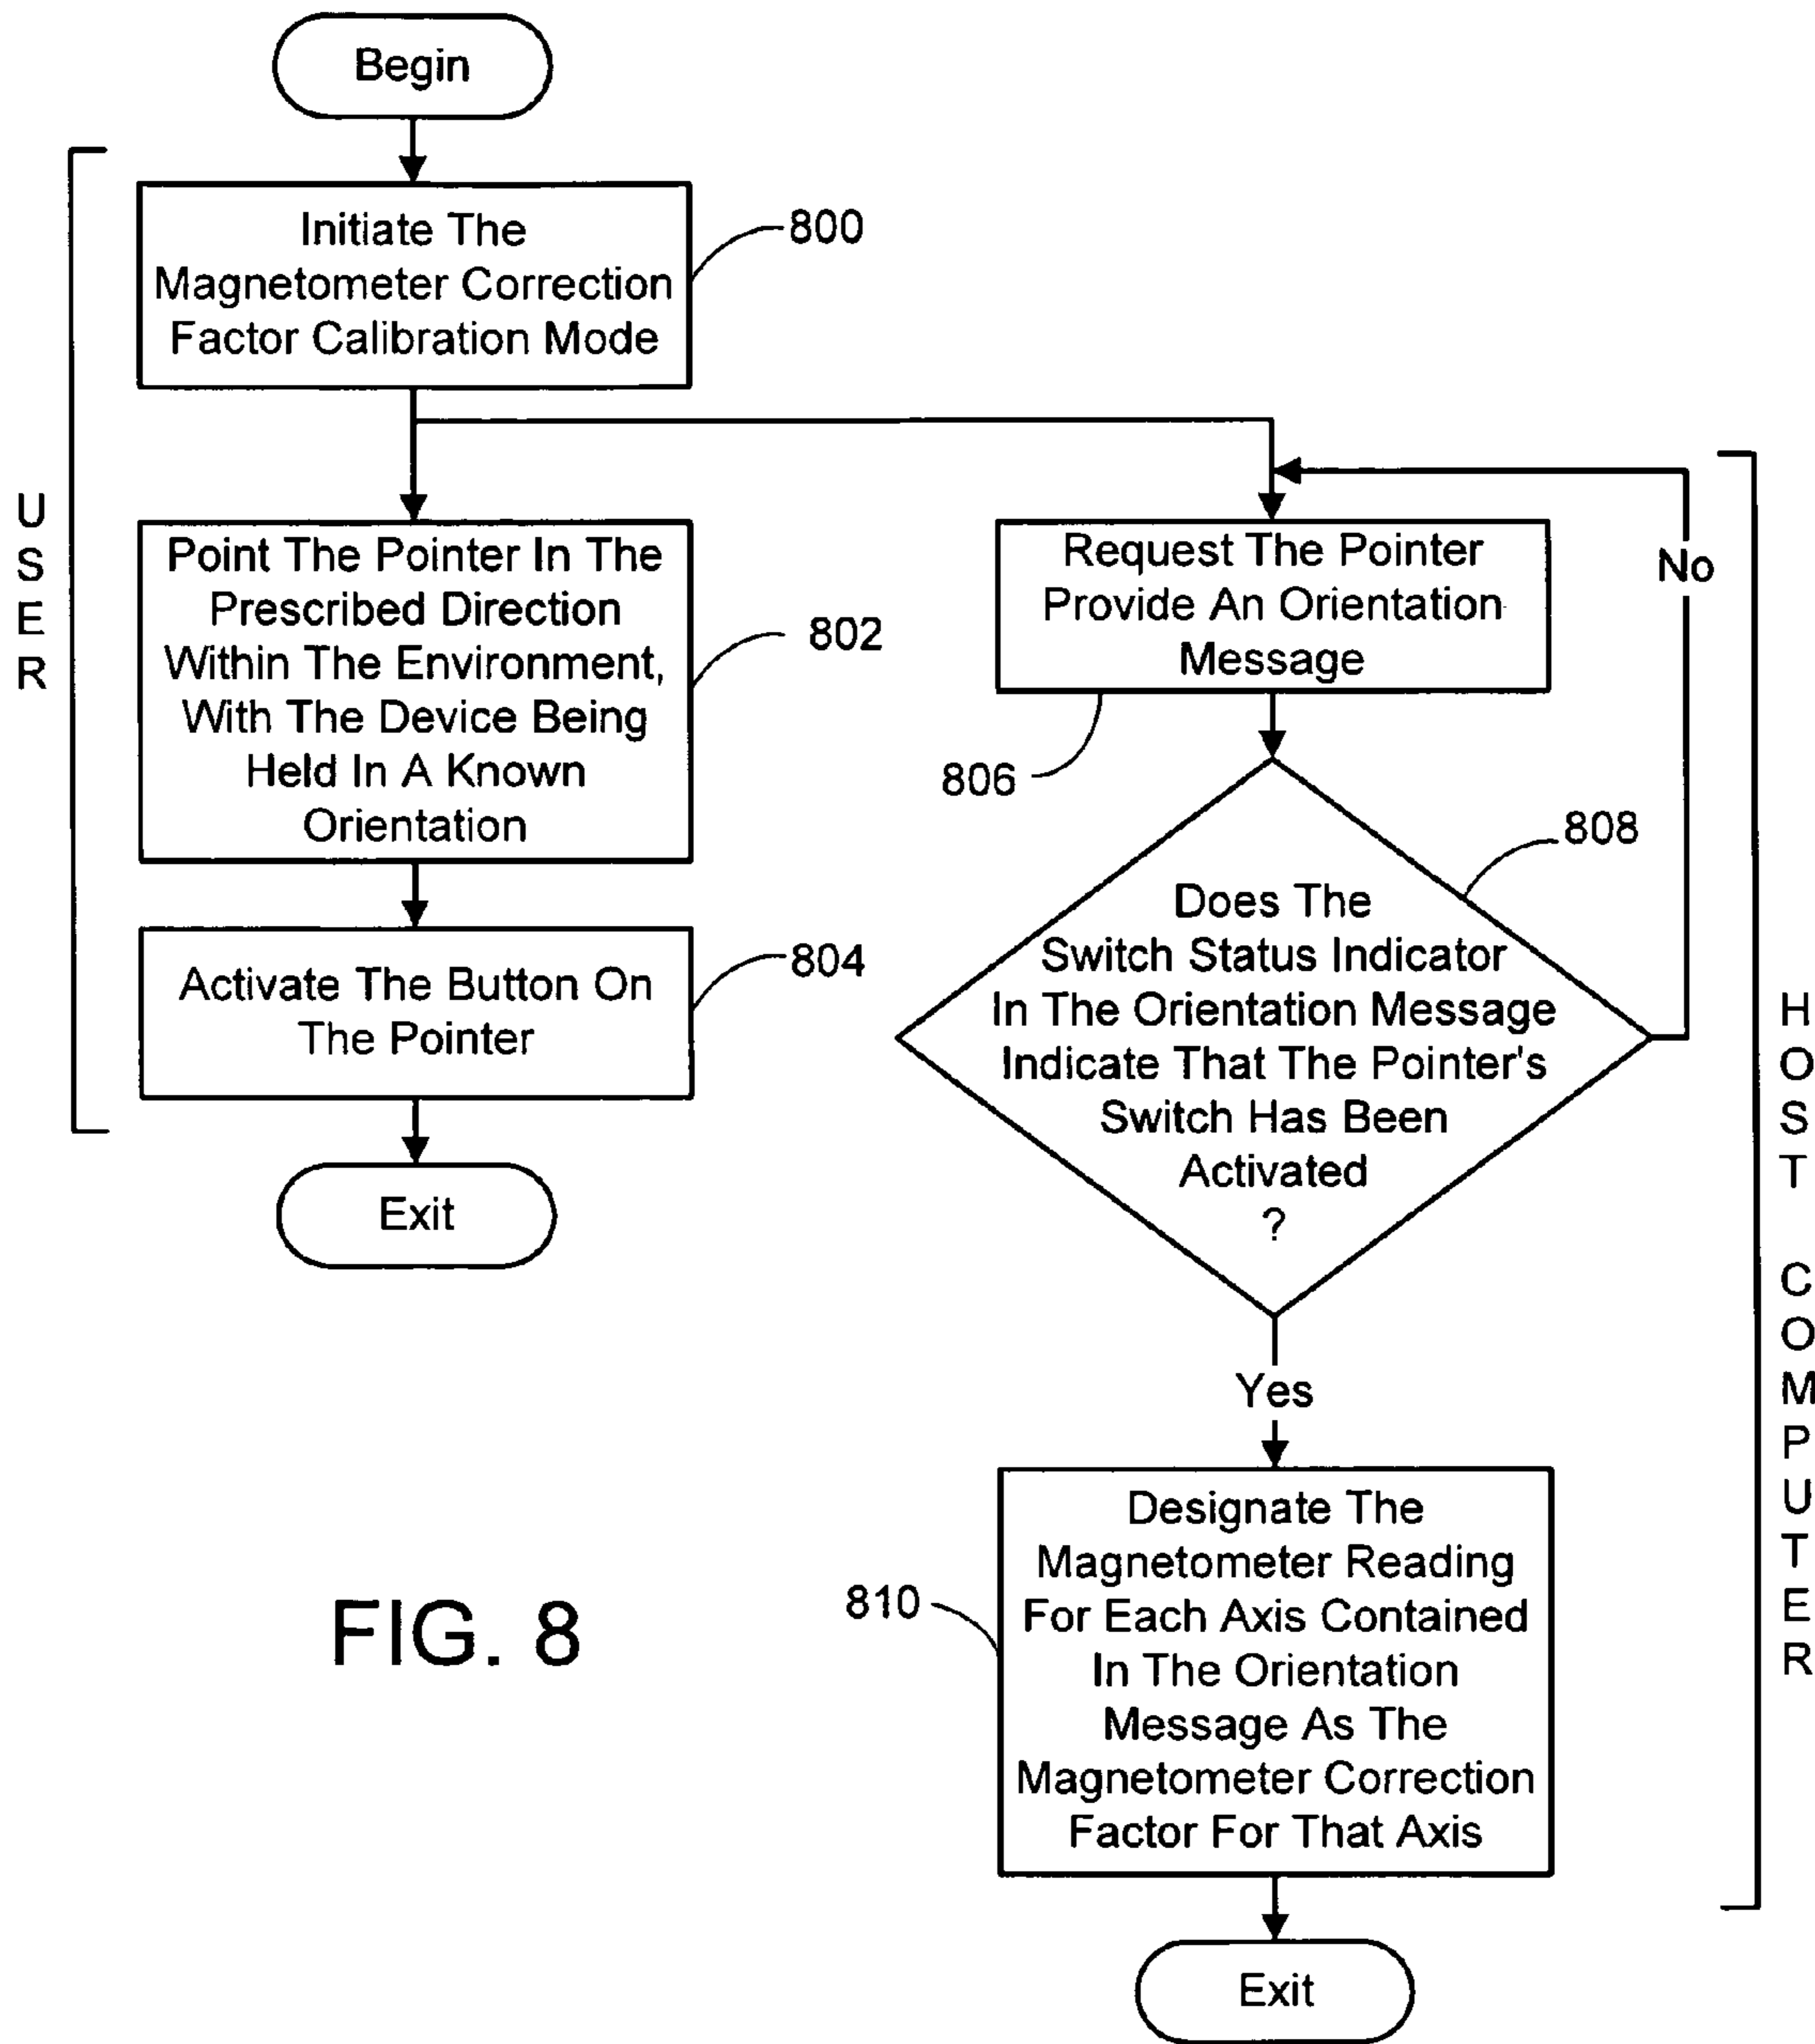 Begin
Initiate The
Magnetometer Correction
Factor Calibration Mode
800
USER
Point The Pointer In The
Prescribed Direction
Within The Environment,
With The Device Being
Held In A Known
Orientation
802
Activate The Button On
The Pointer
804
Exit
Request The Pointer
Provide An Orientation
Message
806
No
Does The
Switch Status Indicator
In The Orientation Message
Indicate That The Pointer's
Switch Has Been
Activated
?
808
Yes
Designate The
Magnetometer Reading
For Each Axis Contained
In The Orientation
Message As The
Magnetometer Correction
Factor For That Axis
810
HOST COMPUTER
Exit
FIG. 8